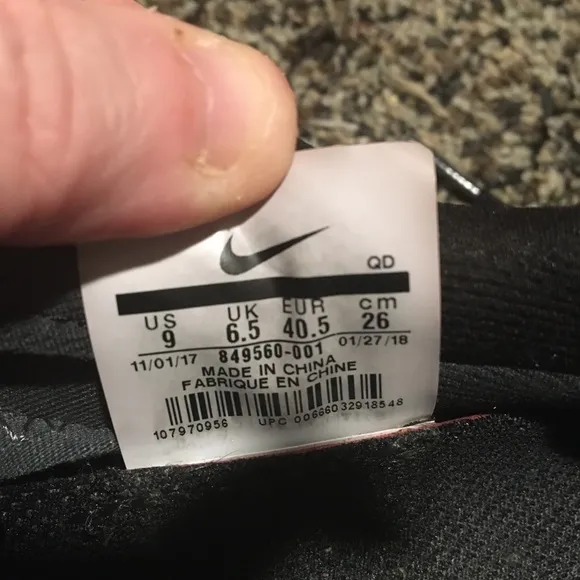 QD
US UK EUR cm
9 6.5 40.5 26
11/01/17 849560-001 01/27/18
MADE IN CHINA
FABRIQUE EN CHINE
107970956 UPC 00666032918548